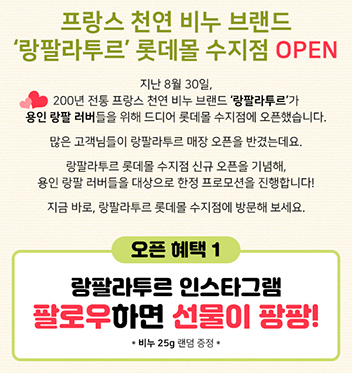 프랑스 천연 비누 브랜드
‘랑팔라투르’ 롯데몰 수지점 OPEN
지난 8월 30일,
200년 전통 프랑스 천연 비누 브랜드 ‘랑팔라투르’가
용인 랑팔 러버들을 위해 드디어 롯데몰 수지점에 오픈했습니다.
많은 고객님들이 랑팔라투르 매장 오픈을 반겼는데요.
랑팔라투르 롯데몰 수지점 신규 오픈을 기념해,
용인 랑팔 러버들을 대상으로 한정 프로모션을 진행합니다!
지금 바로, 랑팔라투르 롯데몰 수지점에 방문해 보세요.
오픈 혜택 1
랑팔라투르 인스타그램
팔로우하면 선물이 팡팡!
* 비누 25g 랜덤 증정 *